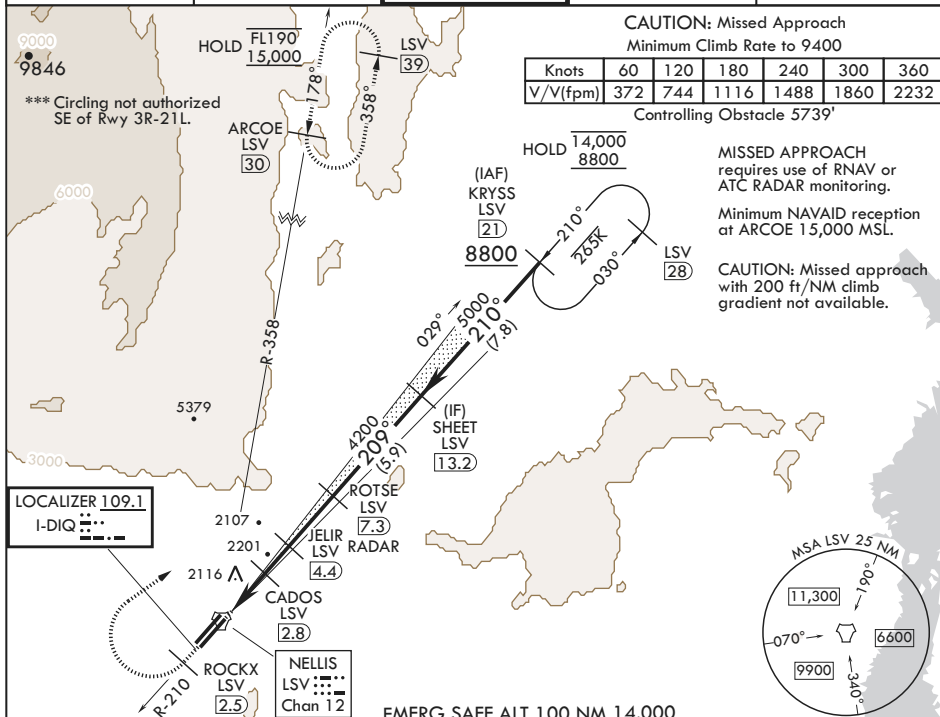 CAUTION: Missed Approach
Minimum Climb Rate to 9400
Knots 60 120 180 240 300 360
V/V(fpm) 372 744 1116 1488 1860 2232
Controlling Obstacle 5739'
9000
9846
*** Circling not authorized
SE of Rwy 3R-21L.
HOLD FL190
15,000
LSV
39
178°
358°
ARCOE
LSV
30
HOLD 14,000
8800
MISSED APPROACH
requires use of RNAV or
ATC RADAR monitoring.
Minimum NAVAID reception
at ARCOE 15,000 MSL.
CAUTION: Missed approach
with 200 ft/NM climb
gradient not available.
(IAF)
KRYSS
LSV
21
8800
210°
265K
030°
LSV
28
6000
R-358
029°
5000
210°
(7.8)
5379
3000
(IF)
SHEET
LSV
13.2
4200
209°
(5.9)
ROTSE
LSV
7.3
RADAR
LOCALIZER 109.1
I-DIQ
2107
2201
2116
JELIR
LSV
4.4
CADOS
LSV
2.8
ROCKX
LSV
2.5
R-210
NELLIS
LSV
Chan 12
MSA LSV 25 NM
190°
11,300
070°
6600
9900
340°
EMERG SAFE ALT 100 NM 14,000